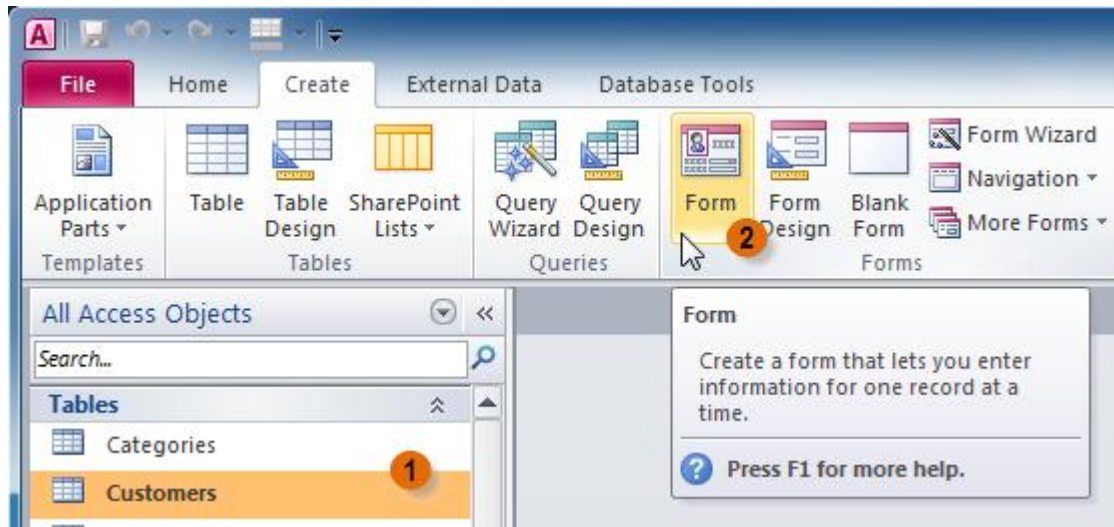 A
File Home Create External Data Database Tools
Application Parts
Table
Table Design
SharePoint Lists
Query Wizard
Query Design
Form
2
Form Design
Blank Form
Form Wizard
Navigation
More Forms
Templates
Tables
Queries
Forms
All Access Objects
Search...
Tables
Categories
1
Customers
Form
Create a form that lets you enter
information for one record at a
time.
? Press F1 for more help.